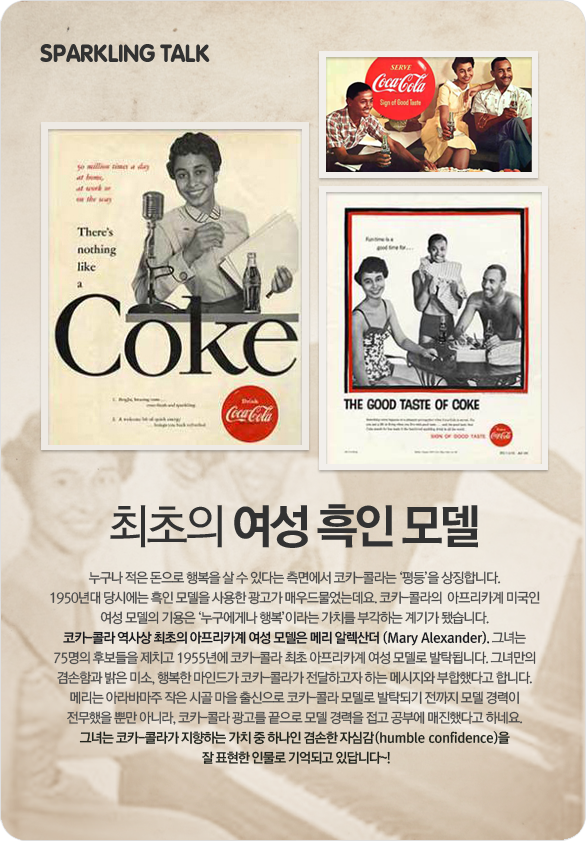 SPARKLING TALK
SERVE
Coca-Cola
Sign of Good Taste
50 million times a day
at home,
at work or
on the way
There's
nothing
like
a
Coke
1. Bright, bracing taste...
ever-fresh and sparkling.
2. A welcome bit of quick energy
...brings you back refreshed.
Drink
Coca-Cola
Fun-time is a
good time for...
THE GOOD TASTE OF COKE
SIGN OF GOOD TASTE
Coca-Cola
최초의 여성 흑인 모델
누구나 적은 돈으로 행복을 살 수 있다는 측면에서 코카-콜라는 '평등'을 상징합니다.
1950년대 당시에는 흑인 모델을 사용한 광고가 매우드물었는데요. 코카-콜라의 아프리카계 미국인
여성 모델의 기용은 '누구에게나 행복'이라는 가치를 부각하는 계기가 됐습니다.
코카-콜라 역사상 최초의 아프리카계 여성 모델은 메리 알렉산더 (Mary Alexander). 그녀는
75명의 후보들을 제치고 1955년에 코카-콜라 최초 아프리카계 여성 모델로 발탁됩니다. 그녀만의
겸손함과 밝은 미소, 행복한 마인드가 코카-콜라가 전달하고자 하는 메시지와 부합했다고 합니다.
메리는 아라바마주 작은 시골 마을 출신으로 코카-콜라 모델로 발탁되기 전까지 모델 경력이
전무했을 뿐만 아니라, 코카-콜라 광고를 끝으로 모델 경력을 접고 공부에 매진했다고 하네요.
그녀는 코카-콜라가 지향하는 가치 중 하나인 겸손한 자심감(humble confidence)을
잘 표현한 인물로 기억되고 있답니다~!